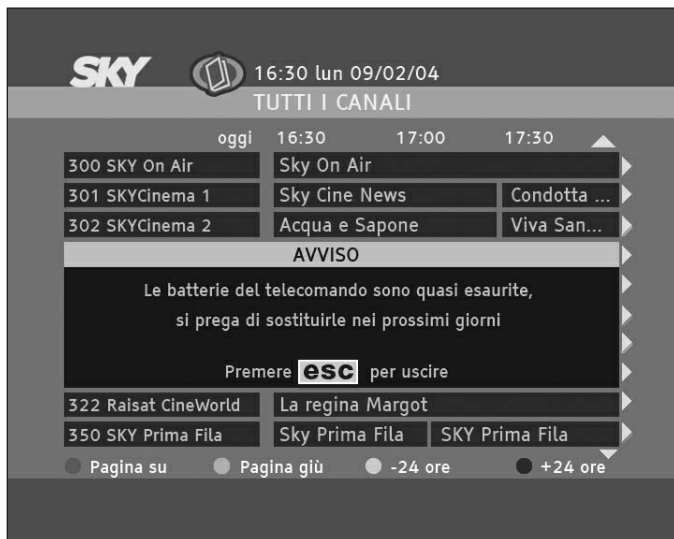 SKY 16:30 lun 09/02/04
TUTTI I CANALI
oggi 16:30 17:00 17:30
300 SKY On Air Sky On Air
301 SKYCinema 1 Sky Cine News Condotta ...
302 SKYCinema 2 Acqua e Sapone Viva San...
AVVISO
Le batterie del telecomando sono quasi esaurite,
si prega di sostituirle nei prossimi giorni
Premere esc per uscire
322 Raisat CineWorld La regina Margot
350 SKY Prima Fila Sky Prima Fila SKY Prima Fila
Pagina su Pagina giù -24 ore +24 ore